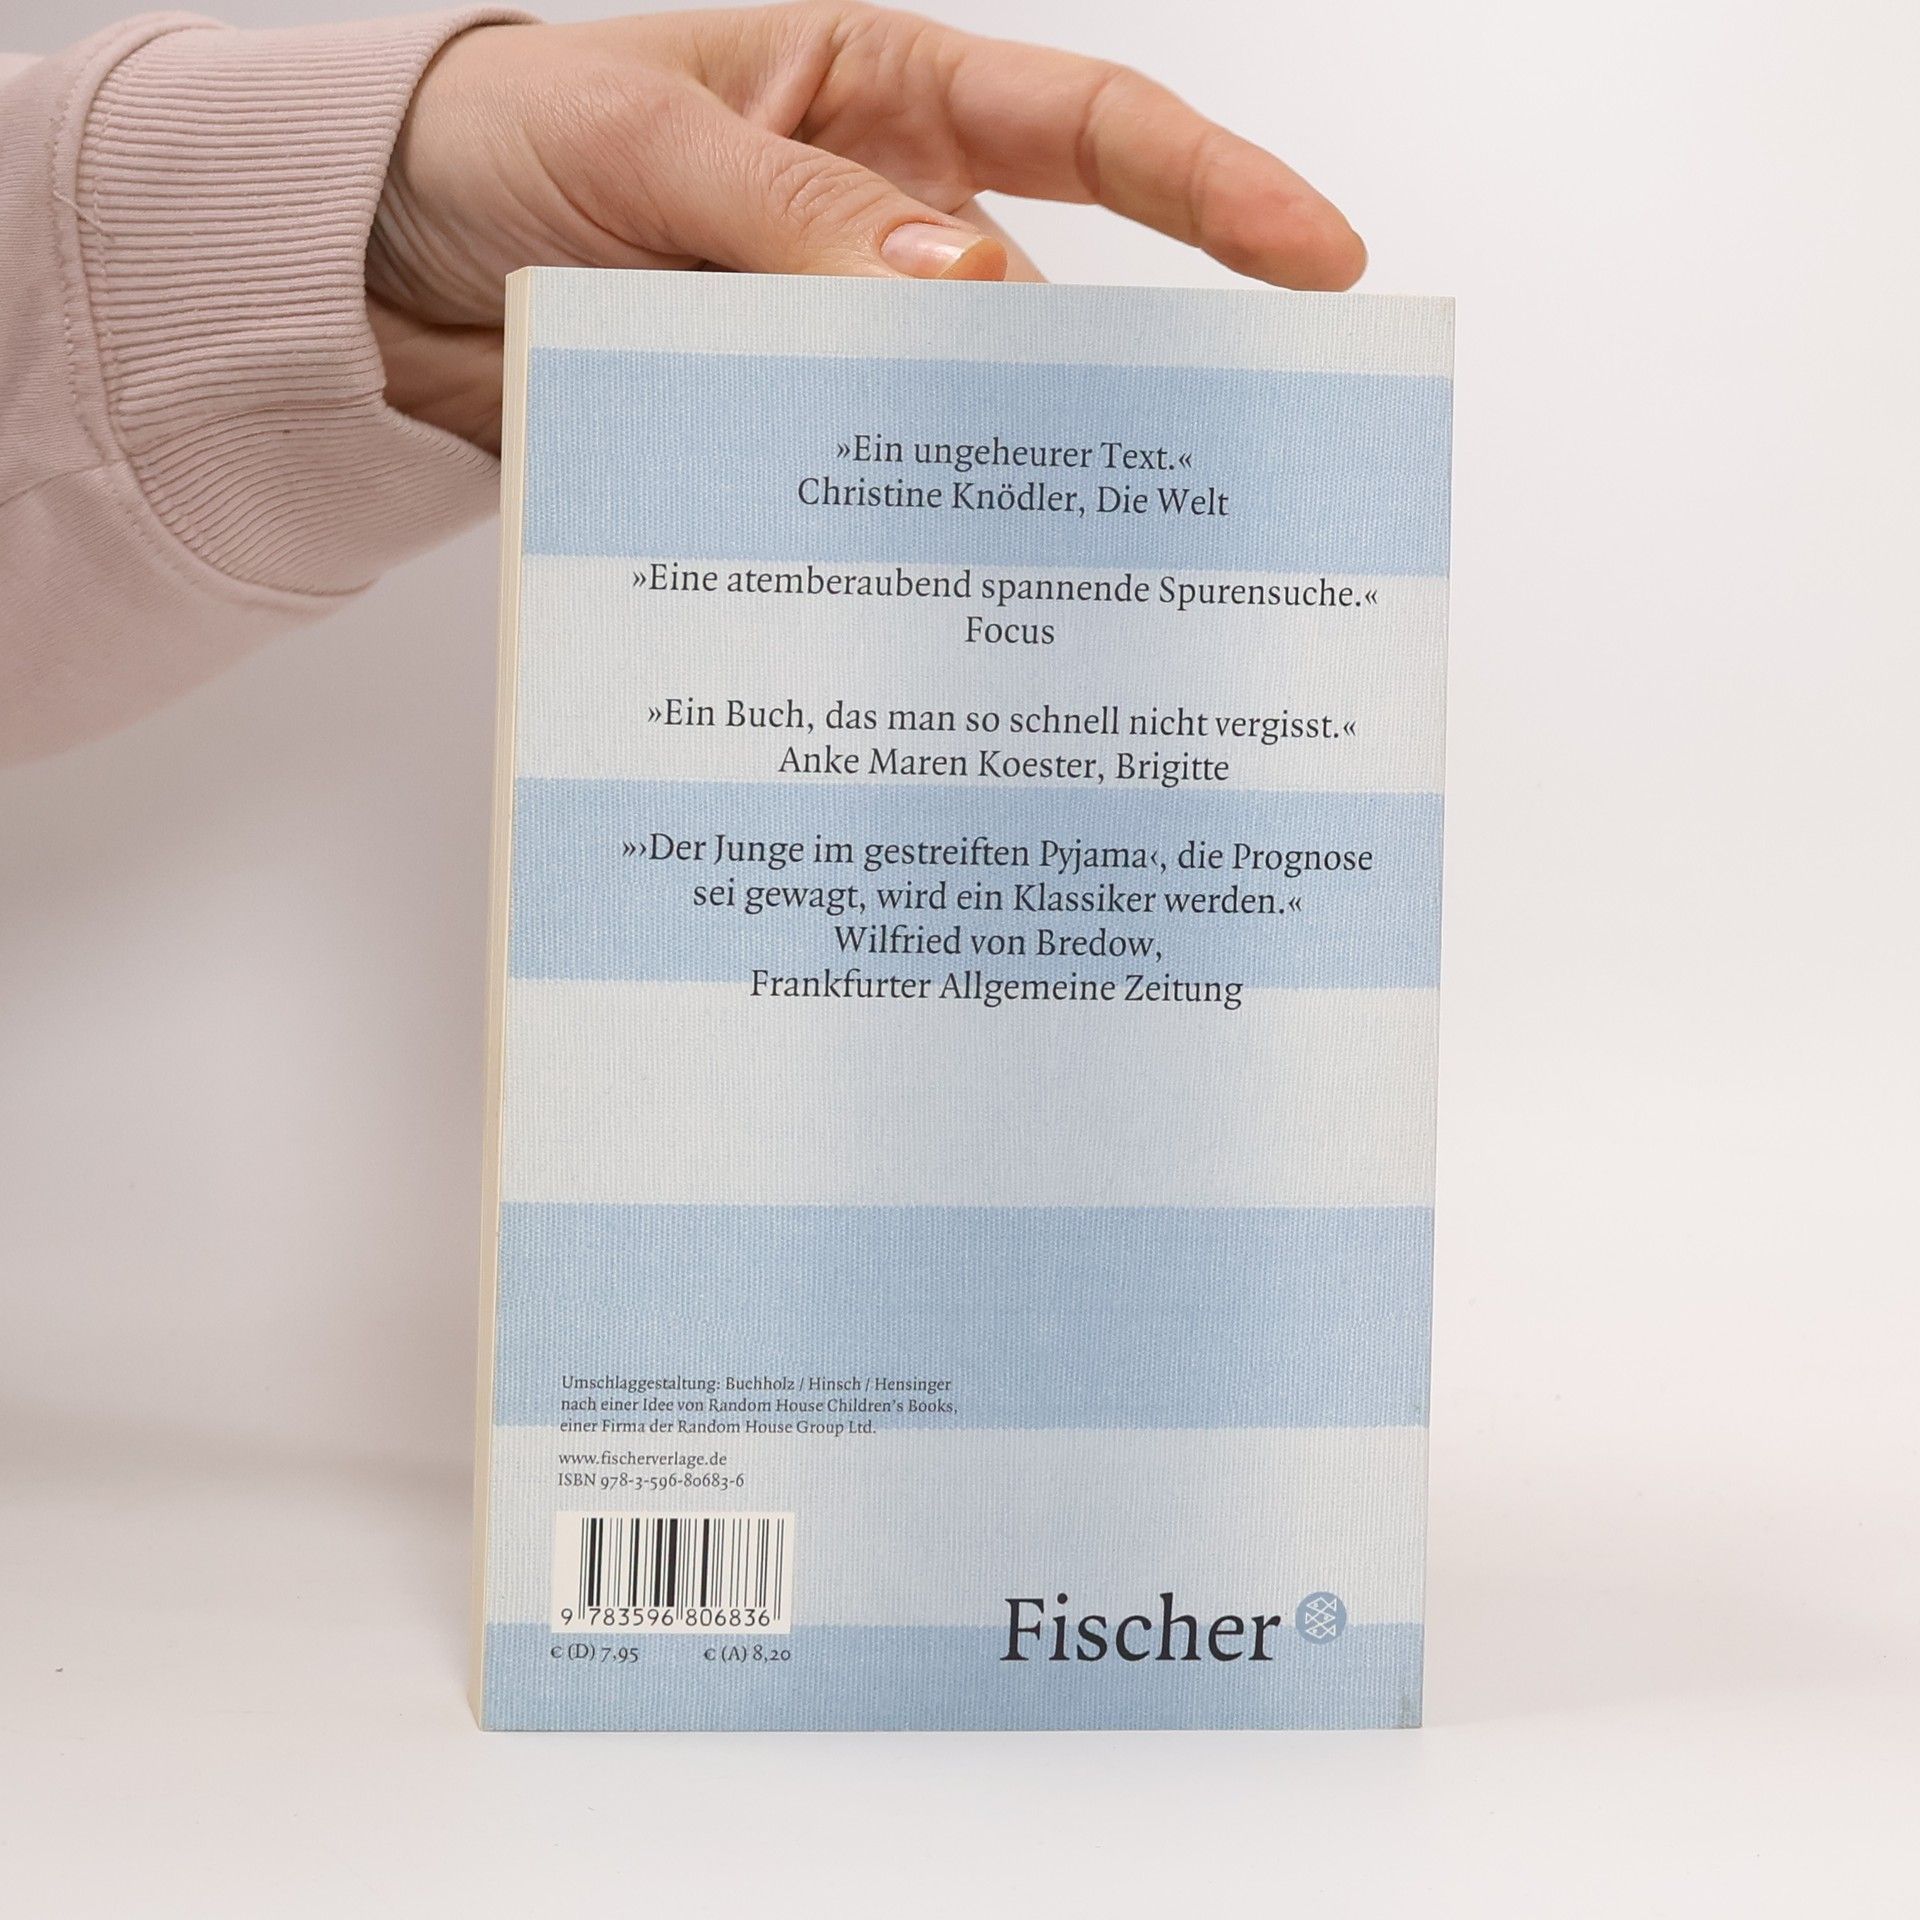 »Ein ungeheurer Text.«
Christine Knödler, Die Welt
»Eine atemberaubend spannende Spurensuche.«
Focus
»Ein Buch, das man so schnell nicht vergisst.«
Anke Maren Koester, Brigitte
»›Der Junge im gestreiften Pyjama‹, die Prognose
sei gewagt, wird ein Klassiker werden.«
Wilfried von Bredow,
Frankfurter Allgemeine Zeitung
Umschlaggestaltung: Buchholz / Hinsch / Hensinger
nach einer Idee von Random House Children's Books,
einer Firma der Random House Group Ltd.
www.fischerverlage.de
ISBN 978-3-596-80683-6
9 783596 806836
€ (D) 7,95 € (A) 8,20
Fischer